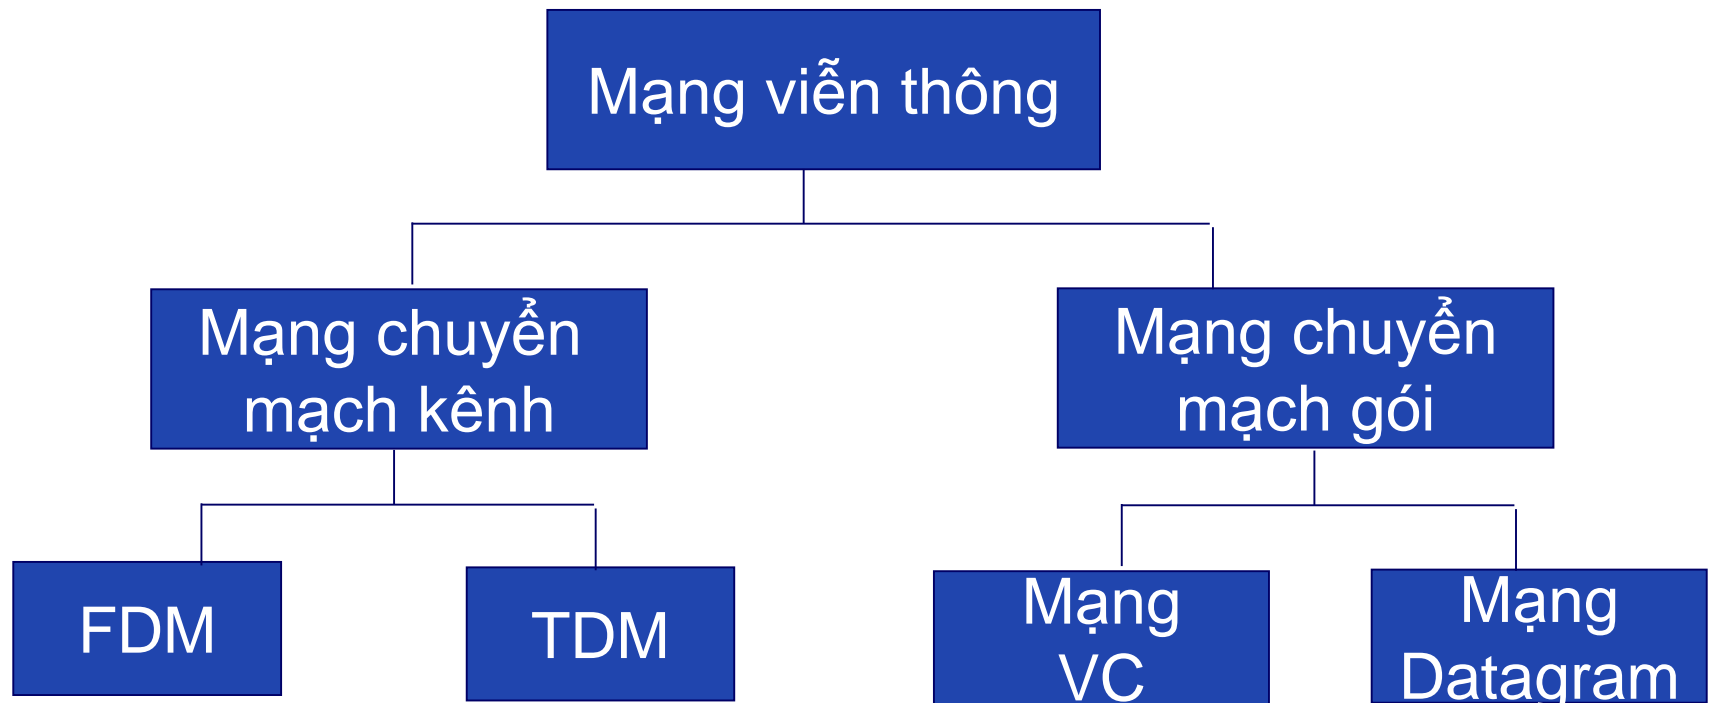 Mạng viễn thông
Mạng chuyển
mạch kênh
Mạng chuyển
mạch gói
FDM
TDM
Mạng
VC
Mạng
Datagram